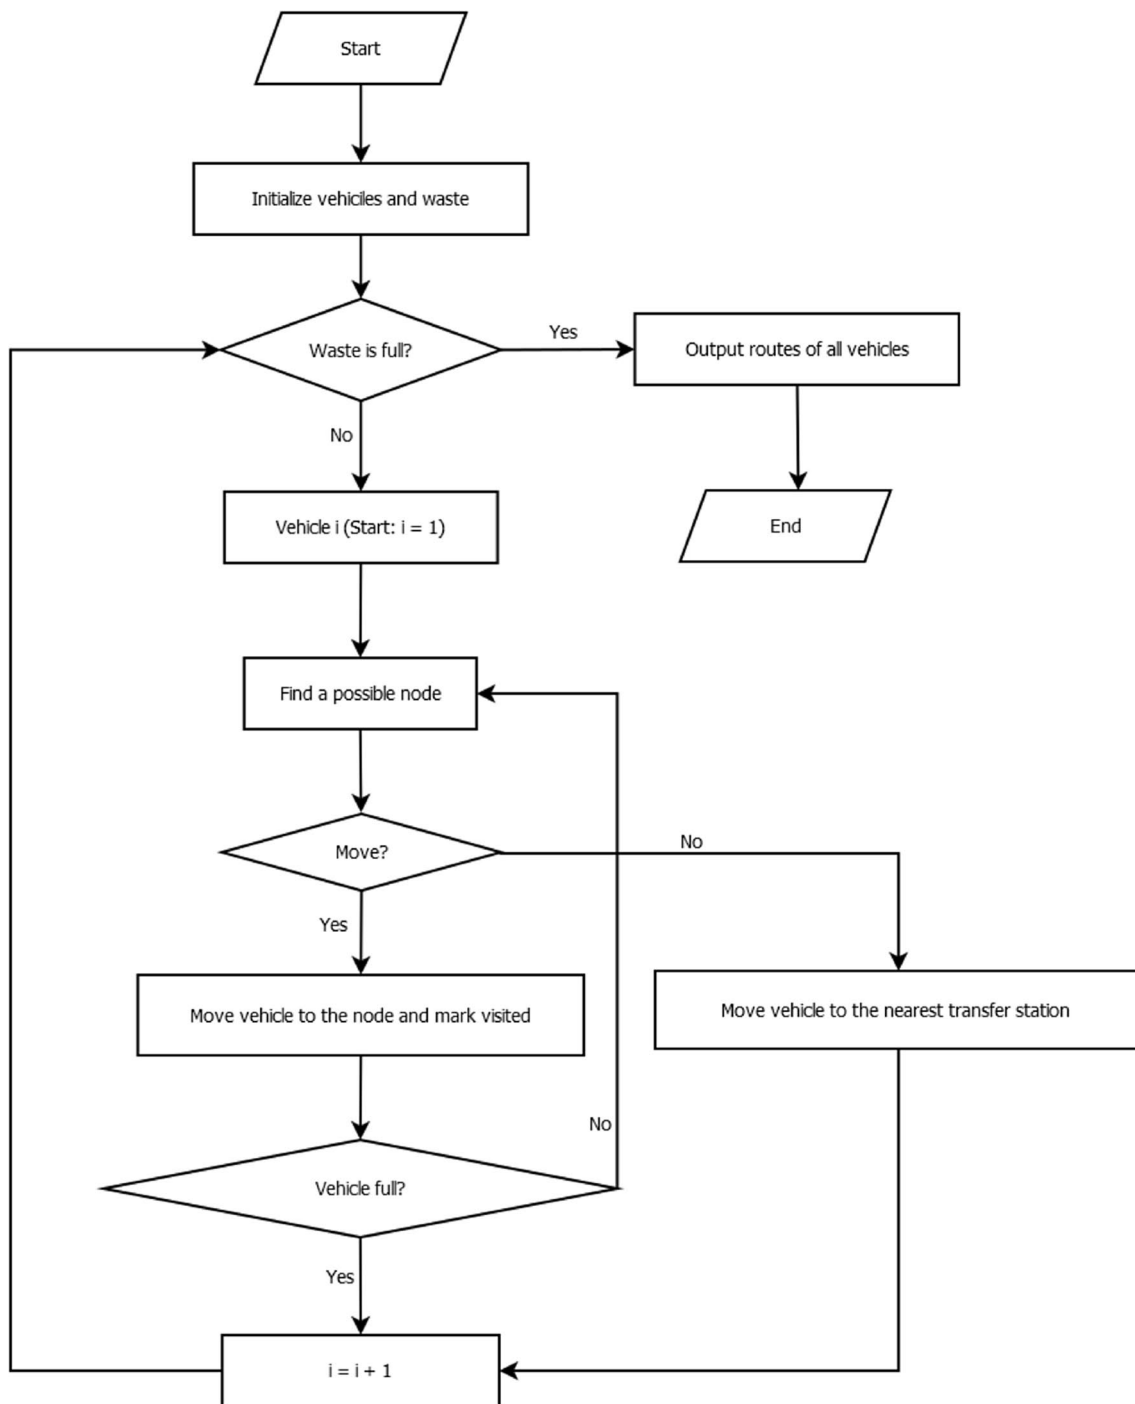 Start
Initialize vehiciles and waste
Waste is full?
Yes
Output routes of all vehicles
No
Vehicle i (Start: i = 1)
End
Find a possible node
Move?
No
Yes
Move vehicle to the node and mark visited
Move vehicle to the nearest transfer station
No
Vehicle full?
Yes
i = i + 1